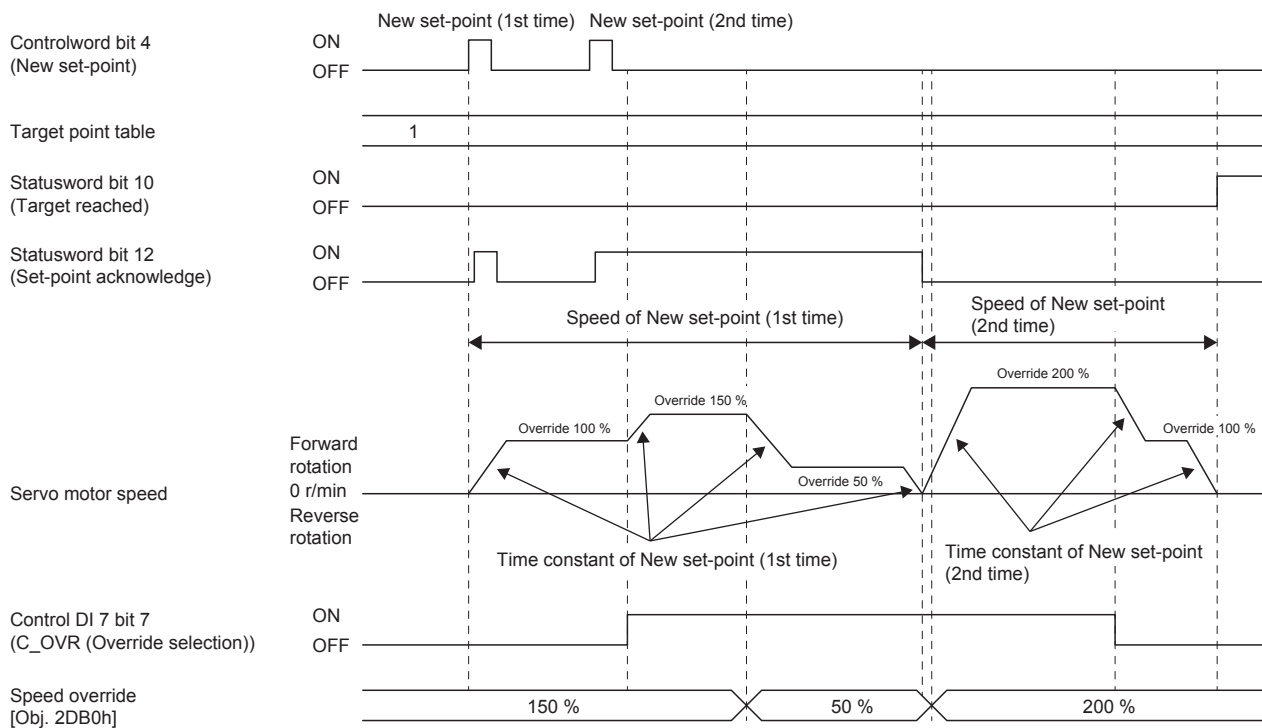 New set-point (1st time) New set-point (2nd time)
Controlword bit 4
(New set-point)
ON
OFF
Target point table
1
Statusword bit 10
(Target reached)
ON
OFF
Statusword bit 12
(Set-point acknowledge)
ON
OFF
Speed of New set-point (1st time)
Speed of New set-point
(2nd time)
Servo motor speed
Forward
rotation
0 r/min
Reverse
rotation
Override 100 %
Override 150 %
Override 50 %
Override 200 %
Override 100 %
Time constant of New set-point (1st time)
Time constant of New set-point
(2nd time)
Control DI 7 bit 7
(C_OVR (Override selection))
ON
OFF
Speed override
[Obj. 2DB0h]
150 %
50 %
200 %